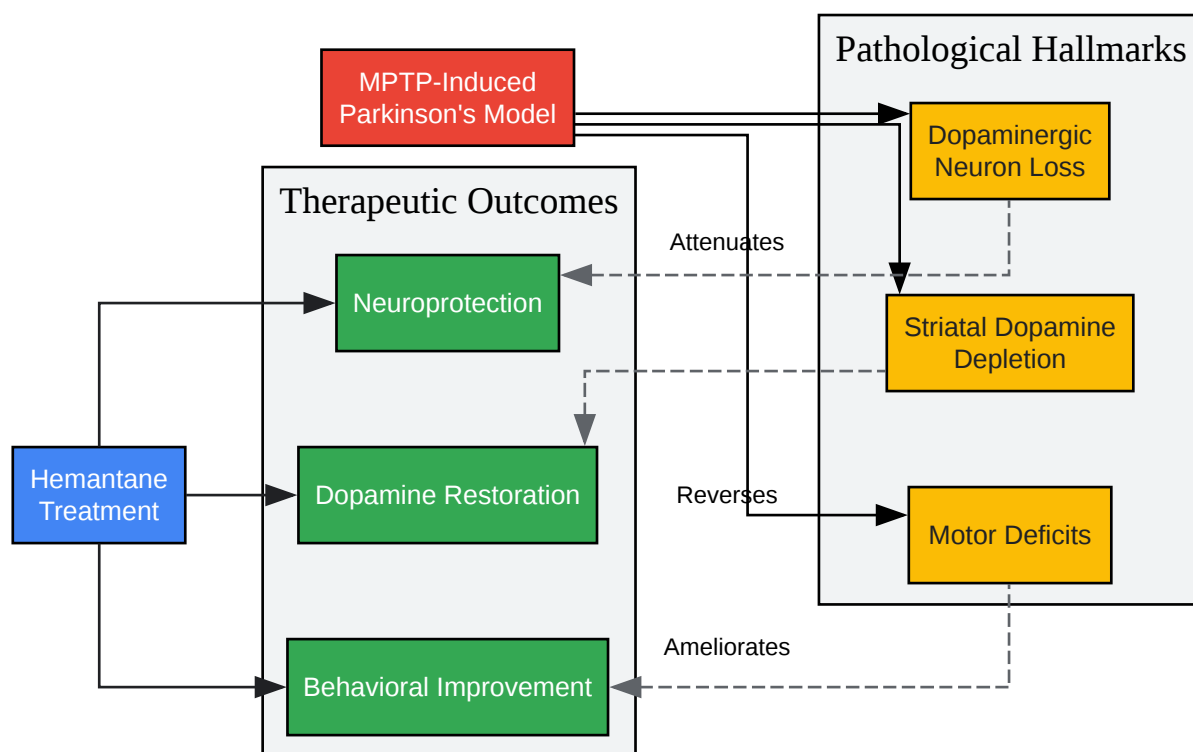 Pathological Hallmarks
MPTP-Induced
Parkinson's Model
Dopaminergic
Neuron Loss
Therapeutic Outcomes
Attenuates
Neuroprotection
Striatal Dopamine
Depletion
Hemantane
Treatment
Dopamine Restoration
Reverses
Motor Deficits
Ameliorates
Behavioral Improvement